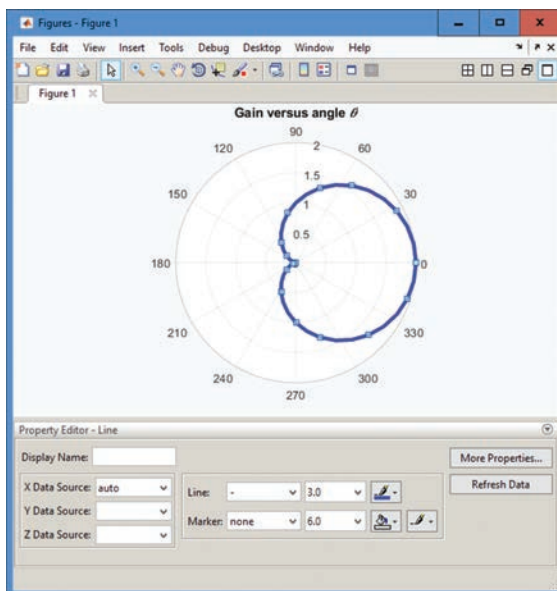 Figures - Figure 1
File Edit View Insert Tools Debug Desktop Window Help
Figure 1
Gain versus angle θ
90
120
60
2
1.5
150
30
1
0.5
180
0
210
330
240
300
270
Property Editor - Line
Display Name:
More Properties...
X Data Source: auto
Line: - 3.0
Refresh Data
Y Data Source:
Marker: none 6.0
Z Data Source: